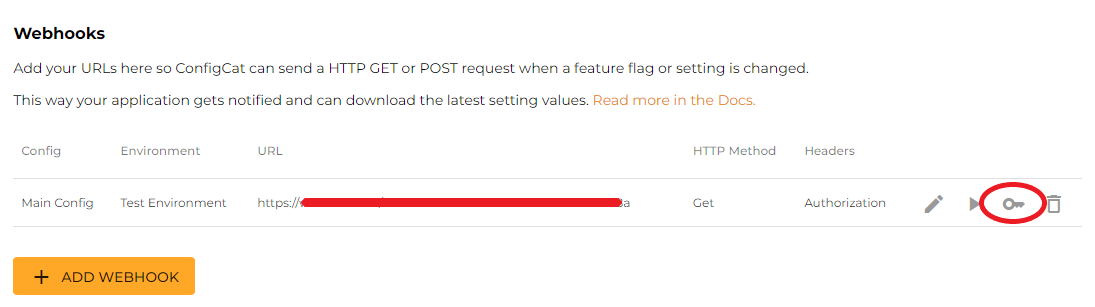 Webhooks
Add your URLs here so ConfigCat can send a HTTP GET or POST request when a feature flag or setting is changed.
This way your application gets notified and can download the latest setting values. Read more in the Docs.
Config Environment URL HTTP Method Headers
Main Config Test Environment https:// Get Authorization
ADD WEBHOOK